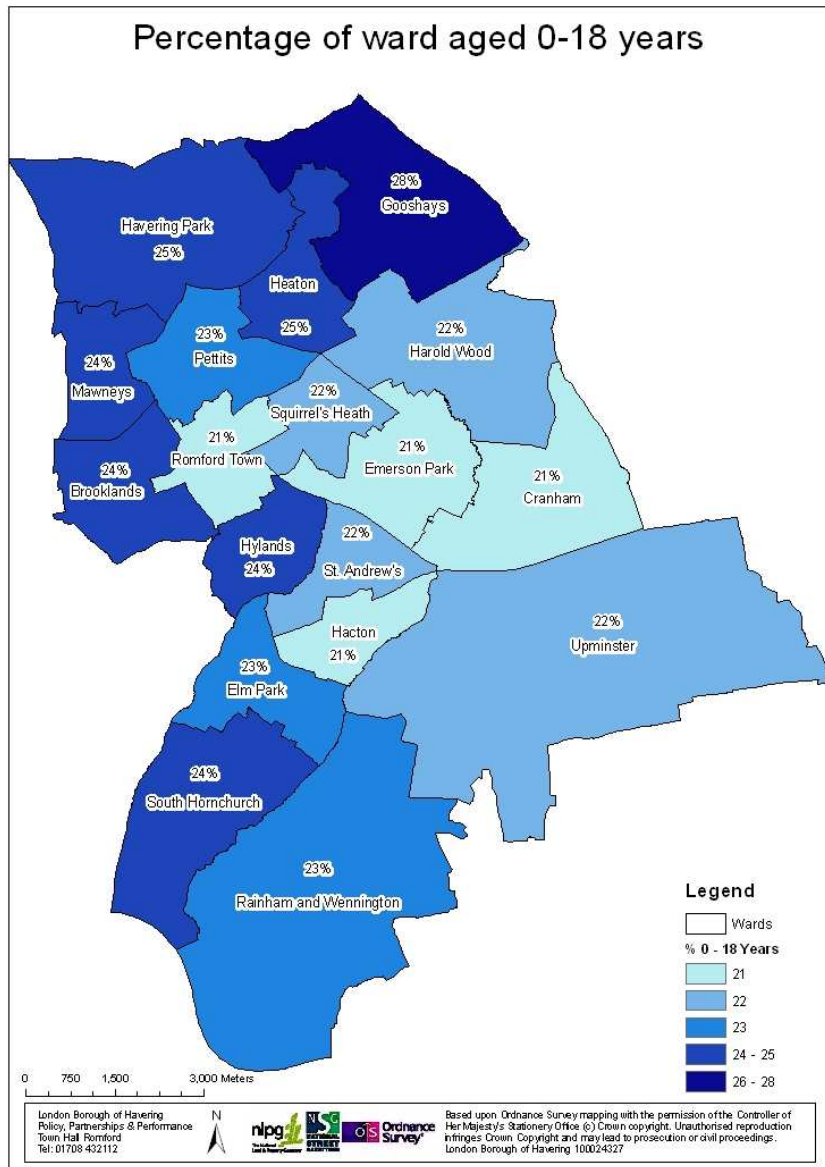 Percentage of ward aged 0-18 years
28%
Gooshays
Havering Park
25%
Heaton
25%
23%
Pettits
22%
Harold Wood
24%
Mawneys
22%
Squirrel's Heath
21%
Romford Town
21%
Emerson Park
24%
Brooklands
21%
Cranham
Hylands
24%
22%
St. Andrew's
Hacton
21%
22%
Upminster
23%
Elm Park
24%
South Hornchurch
23%
Rainham and Wennington
Legend
Wards
% 0 - 18 Years
21
22
23
24 - 25
26 - 28
0 750 1,500 3,000 Meters
London Borough of Havering
Policy, Partnerships & Performance
Town Hall Romford
Tel: 01708 432112
N
nlpg
NSG
NATIONAL
STREET
OS Ordnance
Survey
Based upon Ordnance Survey mapping with the permission of the Controller of
Her Majesty's Stationery Office (c) Crown copyright. Unauthorised reproduction
infringes Crown Copyright and may lead to prosecution or civil proceedings.
London Borough of Havering 100024327